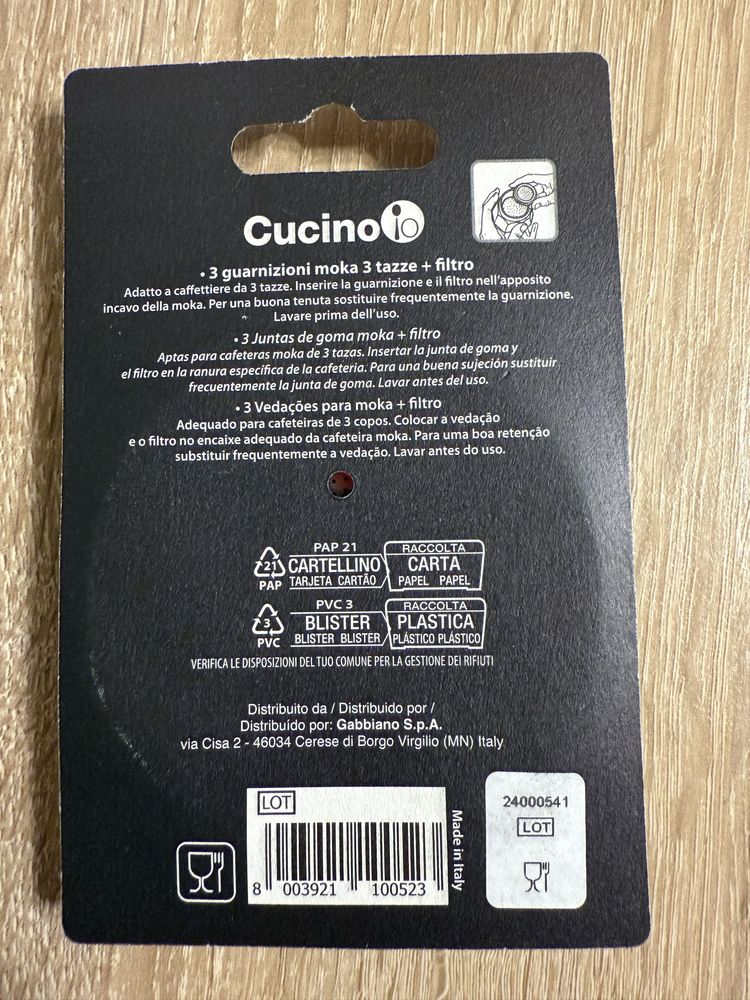 Cucino io
• 3 guarnizioni moka 3 tazze + filtro
Adatto a caffettiere da 3 tazze. Inserire la guarnizione e il filtro nell'apposito
incavo della moka. Per una buona tenuta sostituire frequentemente la guarnizione.
Lavare prima dell'uso.
• 3 Juntas de goma moka + filtro
Aptas para cafeteras moka de 3 tazas. Insertar la junta de goma y
el filtro en la ranura específica de la cafeteria. Para una buena sujeción sustituir
frecuentemente la junta de goma. Lavar antes del uso.
• 3 Vedações para moka + filtro
Adequado para cafeteiras de 3 copos. Colocar a vedação
e o filtro no encaixe adequado da cafeteira moka. Para uma boa retenção
substituir frequentemente a vedação. Lavar antes do uso.
21
PAP
PAP 21
CARTELLINO
TARJETA CARTÃO
RACCOLTA
CARTA
PAPEL PAPEL
3
PVC
PVC 3
BLISTER
BLISTER BLISTER
RACCOLTA
PLASTICA
PLÁSTICO PLÁSTICO
VERIFICA LE DISPOSIZIONI DEL TUO COMUNE PER LA GESTIONE DEI RIFIUTI
Distribuito da / Distribuido por /
Distribuído por: Gabbiano S.p.A.
via Cisa 2 - 46034 Cerese di Borgo Virgilio (MN) Italy
LOT
8 003921 100523
Made in Italy
24000541
LOT